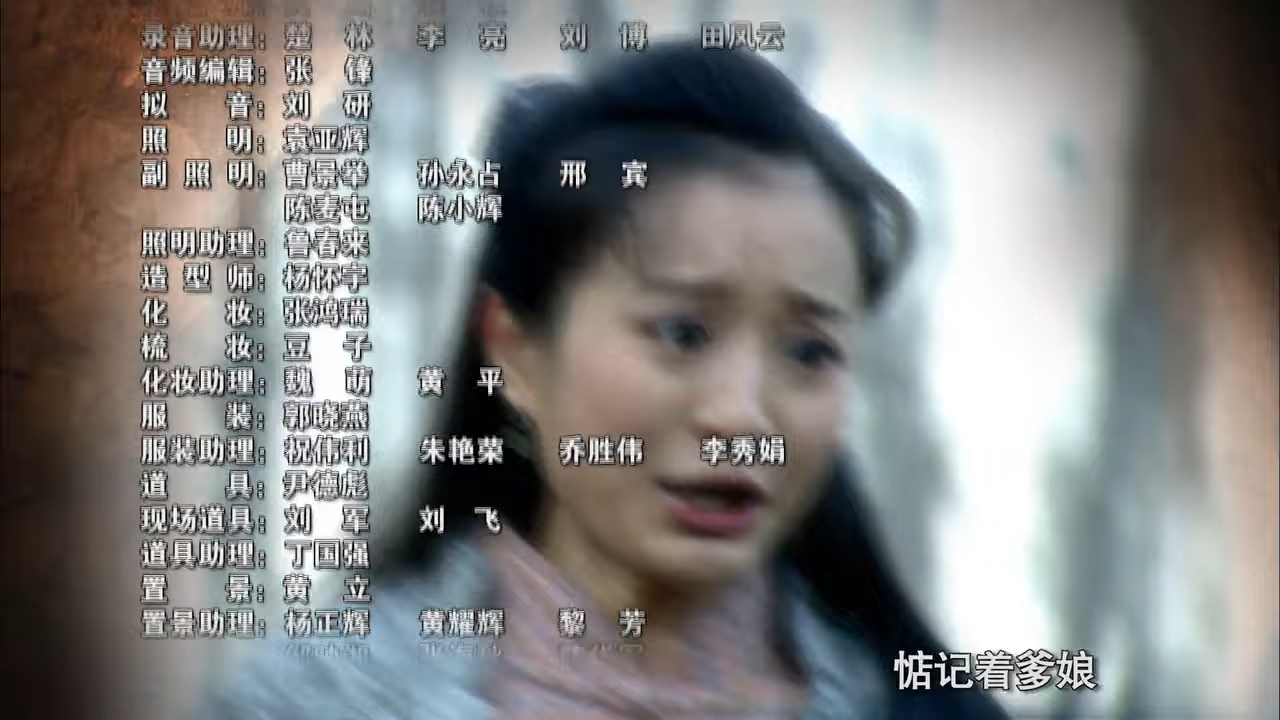 录音助理：楚林 李亮 刘博 田凤云
音频编辑：张锋
拟音：刘研
照明：袁亚辉
副照明：曹景举 孙永占 邢宾
陈麦屯 陈小辉
照明助理：鲁春来
造型师：杨怀宇
化妆：张鸿瑞
梳妆：豆子
化妆助理：魏萌 黄平
服装：郭晓燕
服装助理：祝伟利 朱艳荣 乔胜伟 李秀娟
道具：尹德彪
现场道具：刘军 刘飞
道具助理：丁国强
置景：黄立
置景助理：杨正辉 黄耀辉 黎芳
惦记着爹娘